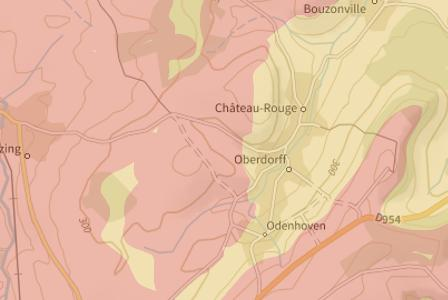 Bouzonville
Château-Rouge
zing
Oberdorff
300
300
D954
Odenhoven